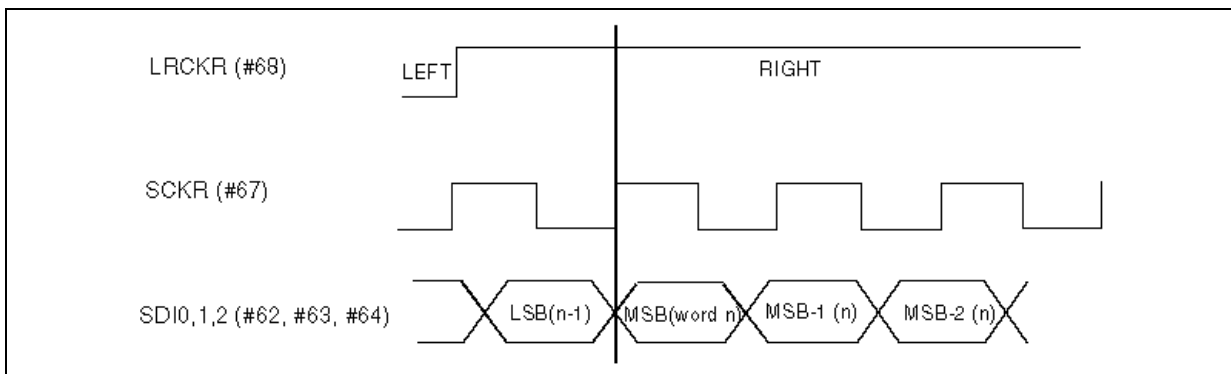 LRCKR (#68)
LEFT
RIGHT
SCKR (#67)
SDI0,1,2 (#62, #63, #64)
LSB(n-1)
MSB(word n)
MSB-1 (n)
MSB-2 (n)